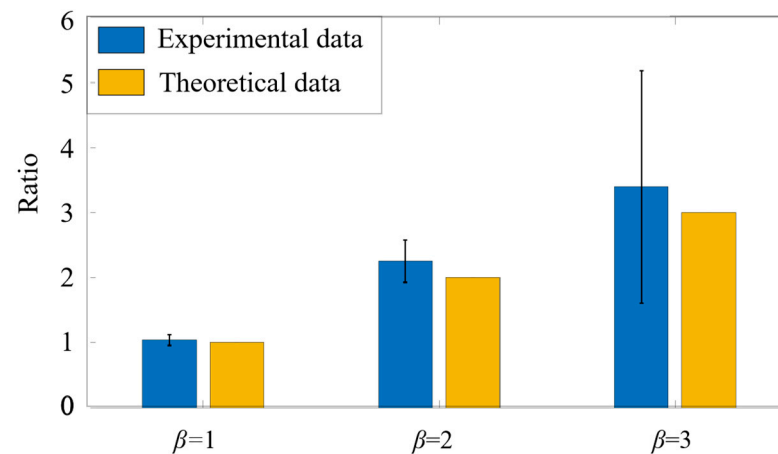 6
5
4
3
2
1
0
Ratio
Experimental data
Theoretical data
β=1
β=2
β=3